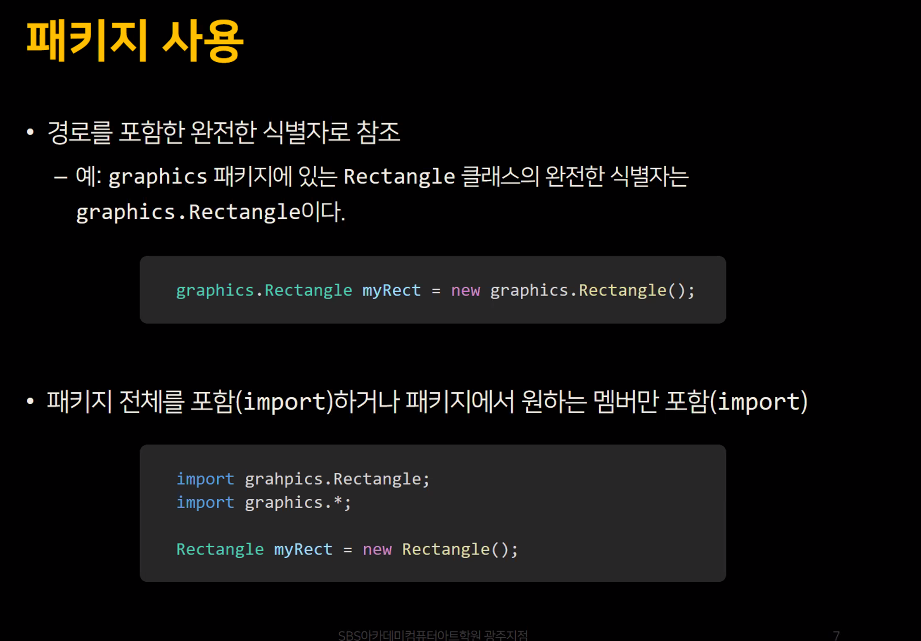 패키지 사용
• 경로를 포함한 완전한 식별자로 참조
– 예: graphics 패키지에 있는 Rectangle 클래스의 완전한 식별자는
graphics.Rectangle이다.
graphics.Rectangle myRect = new graphics.Rectangle();
• 패키지 전체를 포함(import)하거나 패키지에서 원하는 멤버만 포함(import)
import grahpics.Rectangle;
import graphics.*;
Rectangle myRect = new Rectangle();
SBS아카데미컴퓨터아트학원 광주지점
7